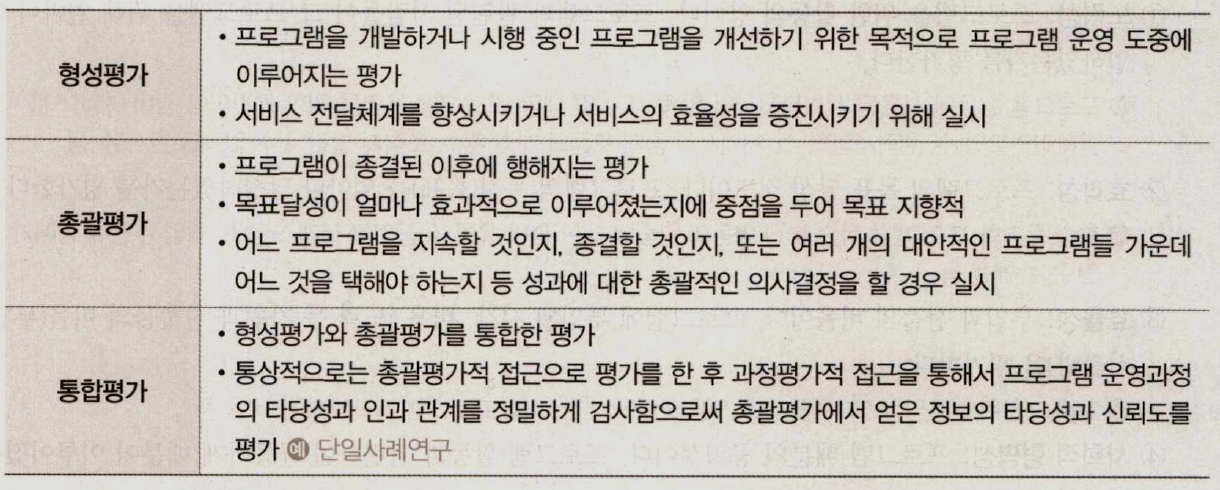 형성평가
• 프로그램을 개발하거나 시행 중인 프로그램을 개선하기 위한 목적으로 프로그램 운영 도중에
이루어지는 평가
• 서비스 전달체계를 향상시키거나 서비스의 효율성을 증진시키기 위해 실시
총괄평가
• 프로그램이 종결된 이후에 행해지는 평가
• 목표달성이 얼마나 효과적으로 이루어졌는지에 중점을 두어 목표 지향적
• 어느 프로그램을 지속할 것인지, 종결할 것인지, 또는 여러 개의 대안적인 프로그램들 가운데
어느 것을 택해야 하는지 등 성과에 대한 총괄적인 의사결정을 할 경우 실시
통합평가
• 형성평가와 총괄평가를 통합한 평가
• 통상적으로는 총괄평가적 접근으로 평가를 한 후 과정평가적 접근을 통해서 프로그램 운영과정
의 타당성과 인과 관계를 정밀하게 검사함으로써 총괄평가에서 얻은 정보의 타당성과 신뢰도를
평가 예 단일사례연구